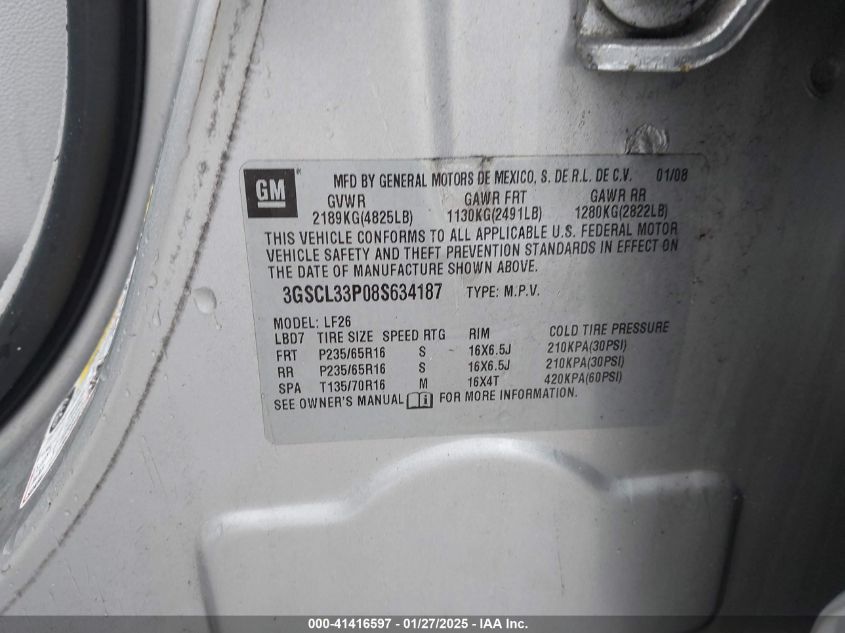 GM
MFD BY GENERAL MOTORS DE MEXICO, S. DE R.L. DE C.V. 01/08
GVWR GAWR FRT GAWR RR
2189KG(4825LB) 1130KG(2491LB) 1280KG(2822LB)
THIS VEHICLE CONFORMS TO ALL APPLICABLE U.S. FEDERAL MOTOR
VEHICLE SAFETY AND THEFT PREVENTION STANDARDS IN EFFECT ON
THE DATE OF MANUFACTURE SHOWN ABOVE.
3GSCL33P08S634187 TYPE: M.P.V.
MODEL: LF26
LBD7 TIRE SIZE SPEED RTG RIM COLD TIRE PRESSURE
FRT P235/65R16 S 16X6.5J 210KPA(30PSI)
RR P235/65R16 S 16X6.5J 210KPA(30PSI)
SPA T135/70R16 M 16X4T 420KPA(60PSI)
SEE OWNER'S MANUAL FOR MORE INFORMATION.
000-41416597 - 01/27/2025 - IAA Inc.